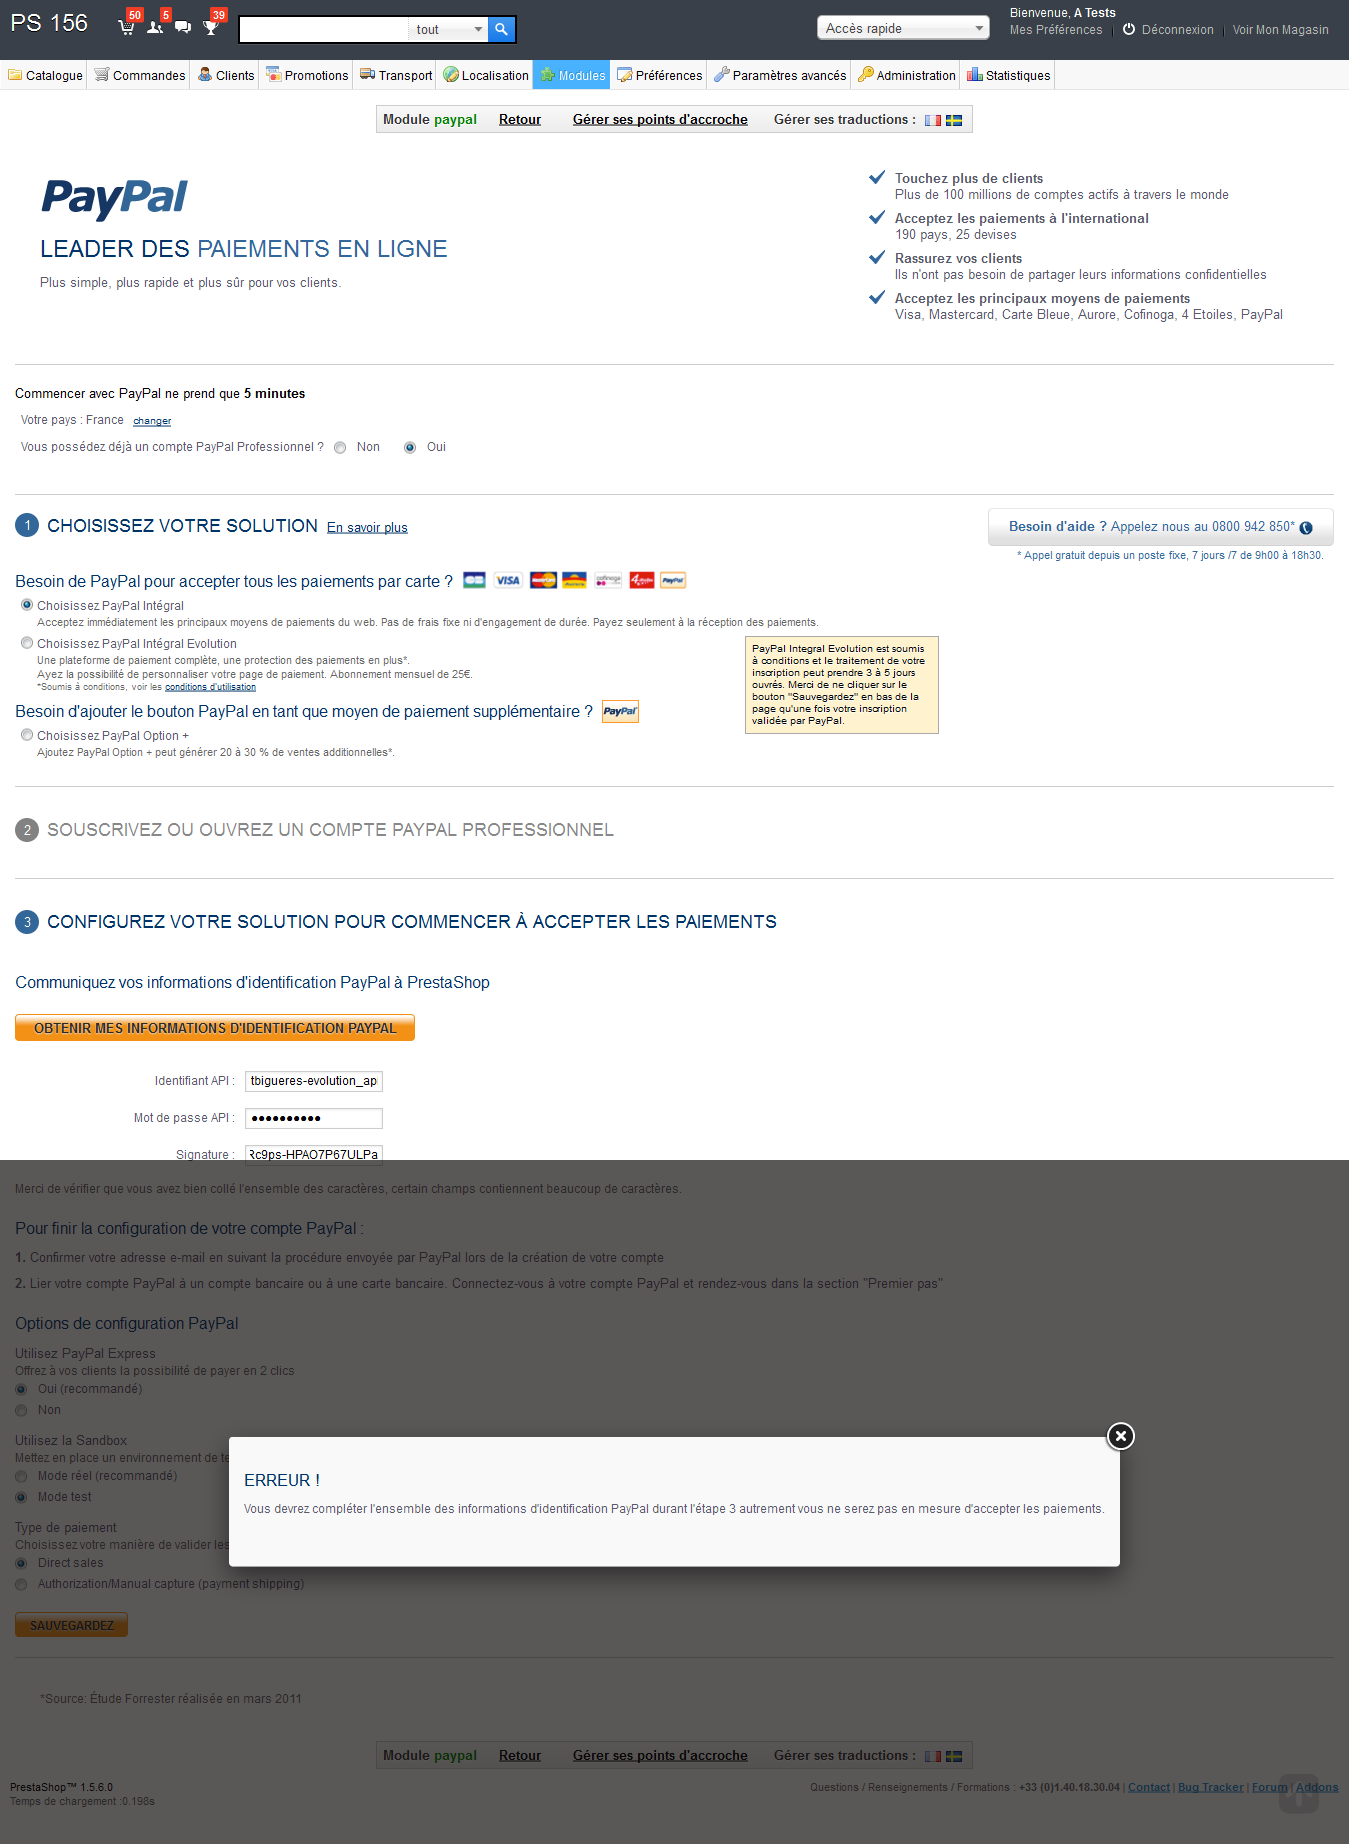 PS 156
50
5
39
tout
Accès rapide
Bienvenue, A Tests
Mes Préférences
Déconnexion
Voir Mon Magasin
Catalogue
Commandes
Clients
Promotions
Transport
Localisation
Modules
Préférences
Paramètres avancés
Administration
Statistiques
Module paypal Retour Gérer ses points d'accroche Gérer ses traductions :
PayPal
LEADER DES PAIEMENTS EN LIGNE
Plus simple, plus rapide et plus sûr pour vos clients.
Touchez plus de clients
Plus de 100 millions de comptes actifs à travers le monde
Acceptez les paiements à l'international
190 pays, 25 devises
Rassurez vos clients
Ils n'ont pas besoin de partager leurs informations confidentielles
Acceptez les principaux moyens de paiements
Visa, Mastercard, Carte Bleue, Aurore, Cofinoga, 4 Etoiles, PayPal
Commencer avec PayPal ne prend que 5 minutes
Votre pays : France changer
Vous possédez déjà un compte PayPal Professionnel ? Non Oui
1 CHOISISSEZ VOTRE SOLUTION En savoir plus
Besoin d'aide ? Appelez nous au 0800 942 850*
* Appel gratuit depuis un poste fixe, 7 jours /7 de 9h00 à 18h30.
Besoin de PayPal pour accepter tous les paiements par carte ? VISA PayPal
Choisissez PayPal Intégral
Acceptez immédiatement les principaux moyens de paiements du web. Pas de frais fixe ni d'engagement de durée. Payez seulement à la réception des paiements.
Choisissez PayPal Intégral Evolution
Une plateforme de paiement complète, une protection des paiements en plus*.
Ayez la possibilité de personnaliser votre page de paiement. Abonnement mensuel de 25€.
*Soumis à conditions, voir les conditions d'utilisation
PayPal Integral Evolution est soumis
à conditions et le traitement de votre
inscription peut prendre 3 à 5 jours
ouvrés. Merci de ne cliquer sur le
bouton "Sauvegardez" en bas de la
page qu'une fois votre inscription
validée par PayPal.
Besoin d'ajouter le bouton PayPal en tant que moyen de paiement supplémentaire ? PayPal
Choisissez PayPal Option +
Ajoutez PayPal Option + peut générer 20 à 30 % de ventes additionnelles*.
2 SOUSCRIVEZ OU OUVREZ UN COMPTE PAYPAL PROFESSIONNEL
3 CONFIGUREZ VOTRE SOLUTION POUR COMMENCER À ACCEPTER LES PAIEMENTS
Communiquez vos informations d'identification PayPal à PrestaShop
OBTENIR MES INFORMATIONS D'IDENTIFICATION PAYPAL
Identifiant API : tbigueres-evolution_ap
Mot de passe API : ••••••••••
Signature : Rc9ps-HPAO7P67ULPa
Merci de vérifier que vous avez bien collé l'ensemble des caractères, certain champs contiennent beaucoup de caractères.
Pour finir la configuration de votre compte PayPal :
1. Confirmer votre adresse e-mail en suivant la procédure envoyée par PayPal lors de la création de votre compte
2. Lier votre compte PayPal à un compte bancaire ou à une carte bancaire. Connectez-vous à votre compte PayPal et rendez-vous dans la section "Premier pas"
Options de configuration PayPal
Utilisez PayPal Express
Offrez à vos clients la possibilité de payer en 2 clics
Oui (recommandé)
Non
Utilisez la Sandbox
Mettez en place un environnement de te
Mode réel (recommandé)
Mode test
Type de paiement
Choisissez votre manière de valider les
Direct sales
Authorization/Manual capture (payment shipping)
ERREUR !
Vous devrez compléter l'ensemble des informations d'identification PayPal durant l'étape 3 autrement vous ne serez pas en mesure d'accepter les paiements.
SAUVEGARDEZ
*Source: Étude Forrester réalisée en mars 2011
Module paypal Retour Gérer ses points d'accroche Gérer ses traductions :
PrestaShop™ 1.5.6.0
Temps de chargement :0.198s
Questions / Renseignements / Formations : +33 (0)1.40.18.30.04 | Contact | Bug Tracker | Forum | Addons